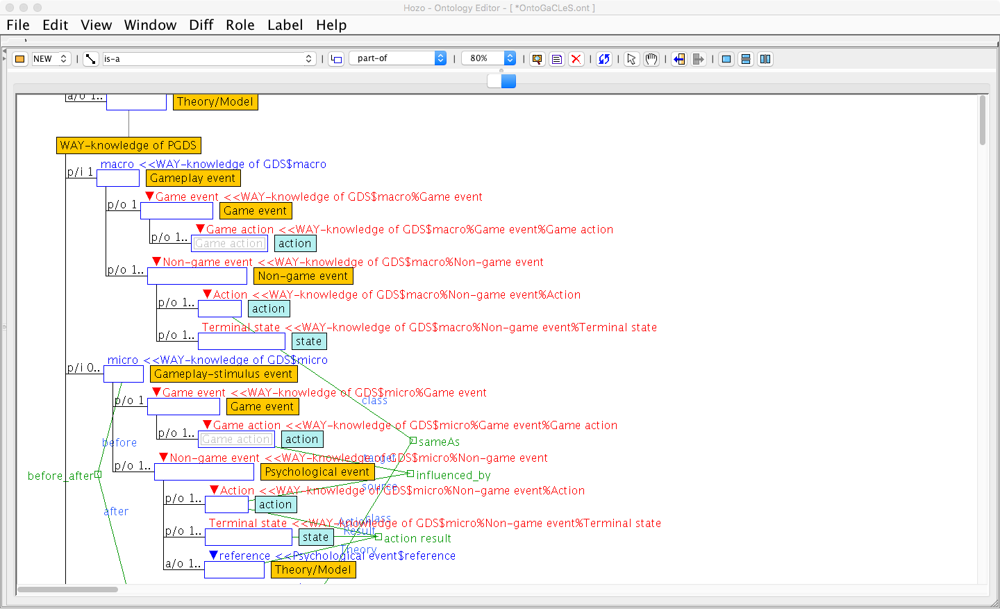 Hozo - Ontology Editor - [ *OntoGaCLeS.ont ]
File Edit View Window Diff Role Label Help
NEW is-a part-of 80%
a/o 1.. Theory/Model
WAY-knowledge of PGDS
macro <<WAY-knowledge of GDS$macro
p/i 1 Gameplay event
Game event <<WAY-knowledge of GDS$macro%Game event
p/o 1 Game event
Game action <<WAY-knowledge of GDS$macro%Game event%Game action
p/o 1.. Game action action
Non-game event <<WAY-knowledge of GDS$macro%Non-game event
p/o 1.. Non-game event
Action <<WAY-knowledge of GDS$macro%Non-game event%Action
p/o 1.. action
Terminal state <<WAY-knowledge of GDS$macro%Non-game event%Terminal state
p/o 1.. state
micro <<WAY-knowledge of GDS$micro
p/i 0.. Gameplay-stimulus event
Game event <<WAY-knowledge of GDS$micro%Game event
p/o 1 Game event class
Game action <<WAY-knowledge of GDS$micro%Game event%Game action
p/o 1.. Game action action
before sameAs
Non-game event <<WAY-knowledge of GDS$micro%Non-game event
target
p/o 1.. Psychological event
before_after influenced_by
source
Action <<WAY-knowledge of GDS$micro%Non-game event%Action
p/o 1.. action
after class
Terminal state <<WAY-knowledge of GDS$micro%Non-game event%Terminal state
Action
Result
p/o 1.. state action result
Theory
reference <<Psychological event$reference
a/o 1.. Theory/Model